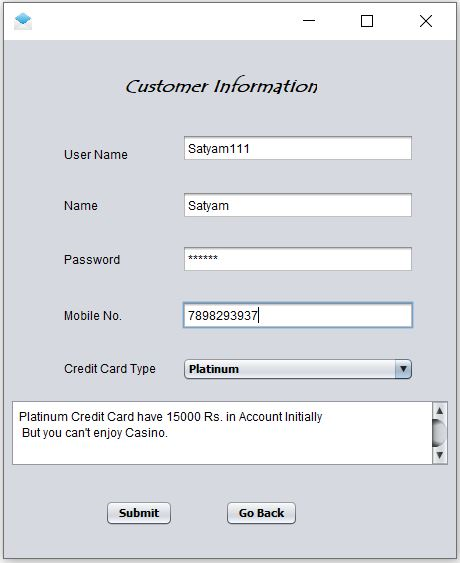 Customer Information
User Name
Satyam111
Name
Satyam
Password
******
Mobile No.
7898293937
Credit Card Type
Platinum
Platinum Credit Card have 15000 Rs. in Account Initially
But you can't enjoy Casino.
Submit
Go Back